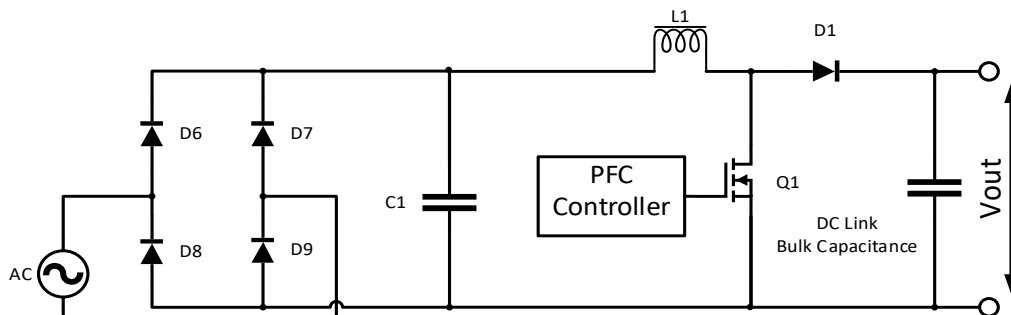 L1
D1
D6
D7
PFC
Controller
Q1
C1
DC Link
Bulk Capacitance
Vout
D8
D9
AC